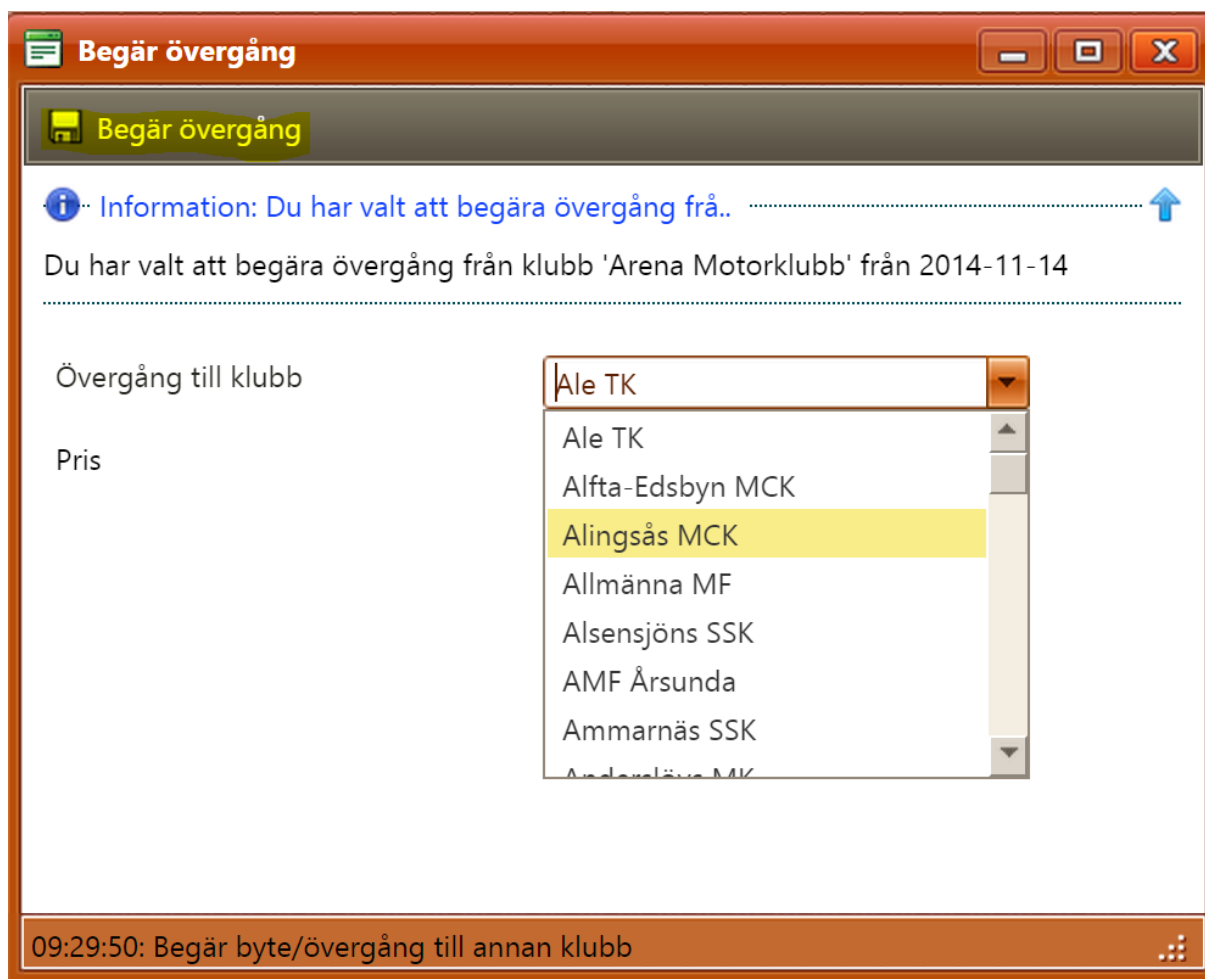 Begär övergång
Begär övergång
Information: Du har valt att begära övergång frå..
Du har valt att begära övergång från klubb 'Arena Motorklubb' från 2014-11-14
Övergång till klubb
Ale TK
Pris
Ale TK
Alfta-Edsbyn MCK
Alingsås MCK
Allmänna MF
Alsensjöns SSK
AMF Årsunda
Ammarnäs SSK
Anderslövs MK
09:29:50: Begär byte/övergång till annan klubb